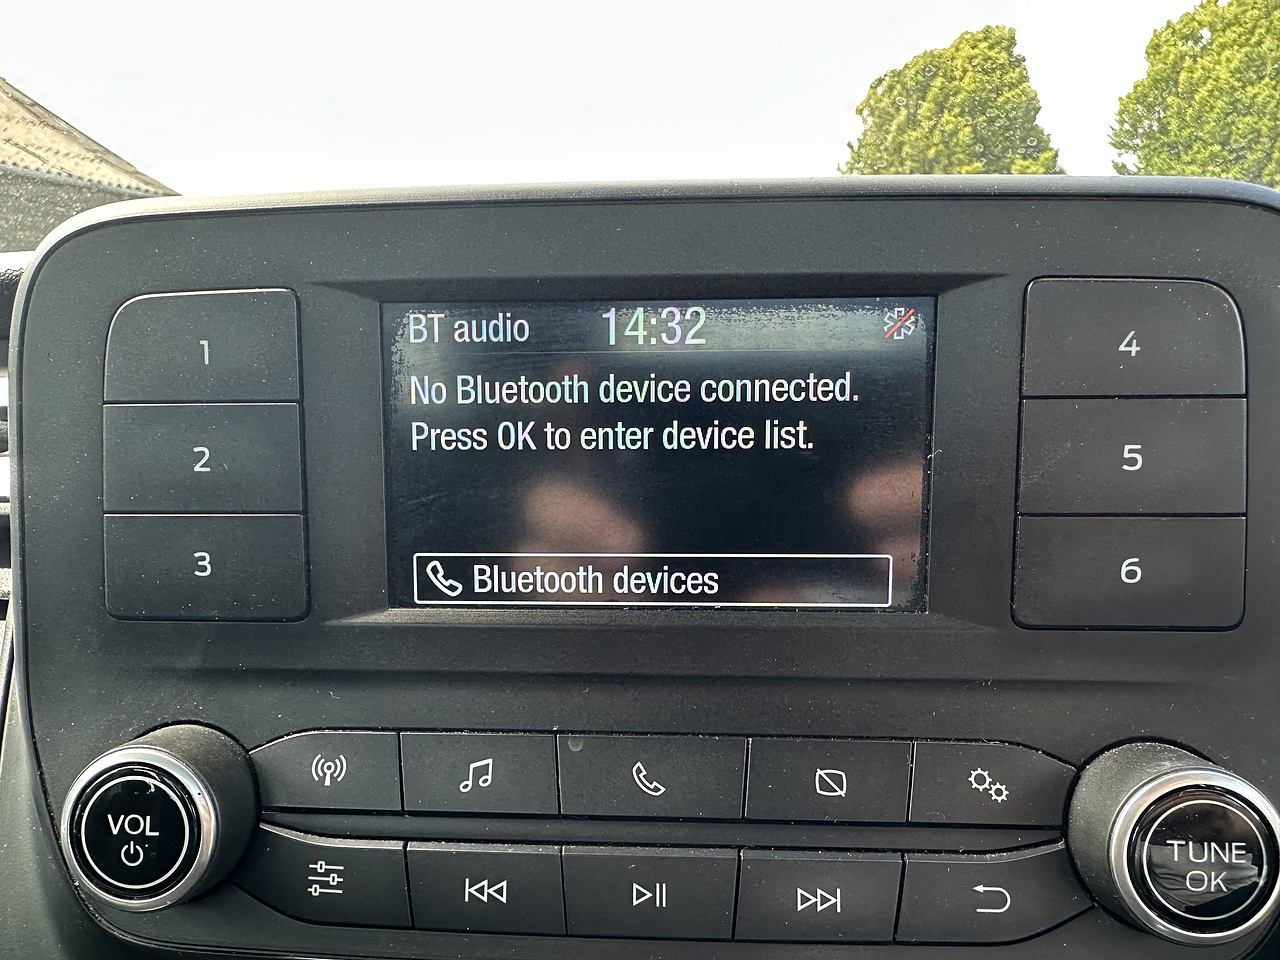 BT audio 14:32
No Bluetooth device connected.
Press OK to enter device list.
Bluetooth devices
1
2
3
4
5
6
VOL
TUNE
OK